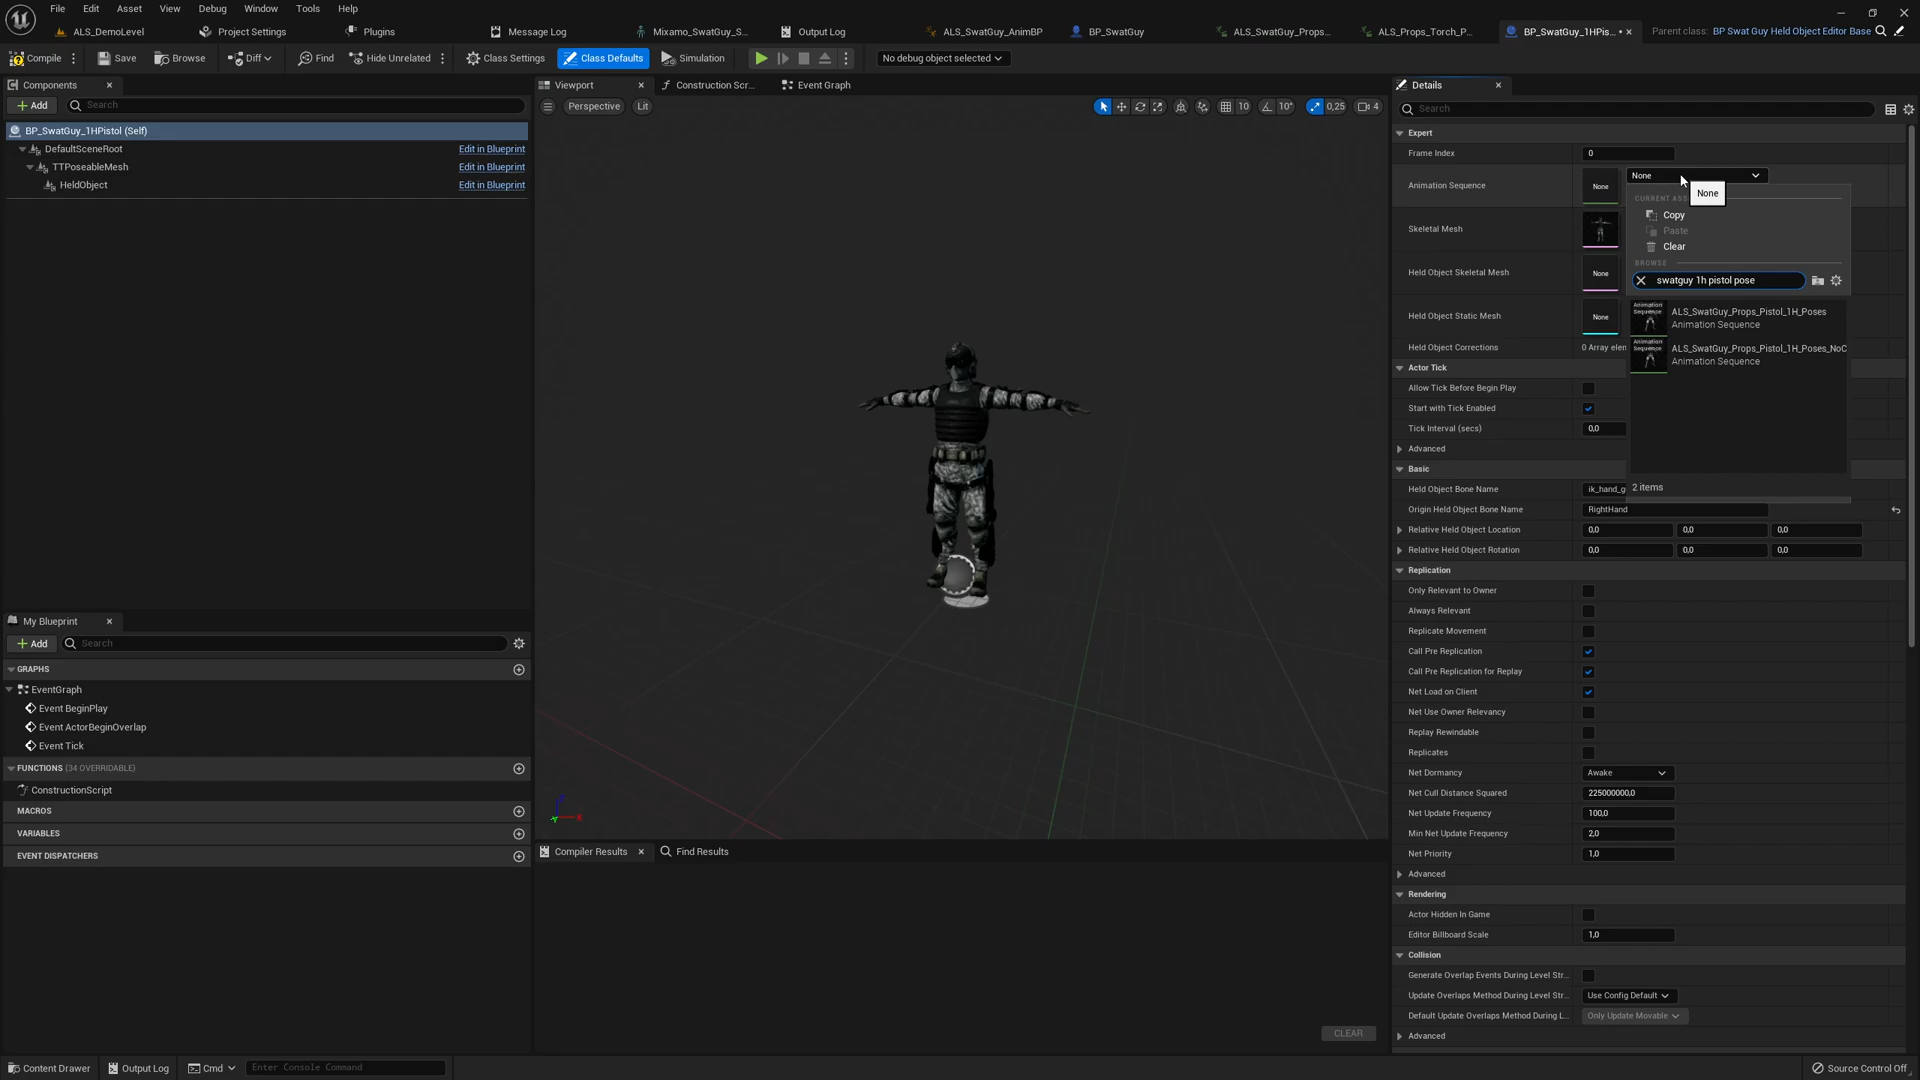 File Edit Asset View Debug Window Tools Help
ALS_DemoLevel Project Settings Plugins Message Log Mixamo_SwatGuy_S... Output Log ALS_SwatGuy_AnimBP BP_SwatGuy ALS_SwatGuy_Props... ALS_Props_Torch_P... BP_SwatGuy_1HPis... • Parent class: BP Swat Guy Held Object Editor Base
Compile Save Browse Diff Find Hide Unrelated Class Settings Class Defaults Simulation No debug object selected
Components
Add Search
BP_SwatGuy_1HPistol (Self)
DefaultSceneRoot Edit in Blueprint
TTPoseableMesh Edit in Blueprint
HeldObject Edit in Blueprint
My Blueprint
Add Search
GRAPHS
EventGraph
Event BeginPlay
Event ActorBeginOverlap
Event Tick
FUNCTIONS (34 OVERRIDABLE)
ConstructionScript
MACROS
VARIABLES
EVENT DISPATCHERS
Viewport Construction Scr... Event Graph
Perspective Lit 10 10° 0,25 4
Z X Y
Compiler Results Find Results
CLEAR
Details
Search
Expert
Frame Index 0
Animation Sequence None None
None
CURRENT ASS
Copy
Paste
Clear
BROWSE
swatguy 1h pistol pose
Animation Sequence ALS_SwatGuy_Props_Pistol_1H_Poses
Animation Sequence
Animation Sequence ALS_SwatGuy_Props_Pistol_1H_Poses_NoC
Animation Sequence
2 items
Skeletal Mesh
Held Object Skeletal Mesh None
Held Object Static Mesh None
Held Object Corrections 0 Array elen
Actor Tick
Allow Tick Before Begin Play
Start with Tick Enabled
Tick Interval (secs) 0,0
Advanced
Basic
Held Object Bone Name ik_hand_g
Origin Held Object Bone Name RightHand
Relative Held Object Location 0,0 0,0 0,0
Relative Held Object Rotation 0,0 0,0 0,0
Replication
Only Relevant to Owner
Always Relevant
Replicate Movement
Call Pre Replication
Call Pre Replication for Replay
Net Load on Client
Net Use Owner Relevancy
Replay Rewindable
Replicates
Net Dormancy Awake
Net Cull Distance Squared 225000000,0
Net Update Frequency 100,0
Min Net Update Frequency 2,0
Net Priority 1,0
Advanced
Rendering
Actor Hidden In Game
Editor Billboard Scale 1,0
Collision
Generate Overlap Events During Level Str...
Update Overlaps Method During Level Str... Use Config Default
Default Update Overlaps Method During L... Only Update Movable
Advanced
Content Drawer Output Log Cmd Enter Console Command Source Control Off